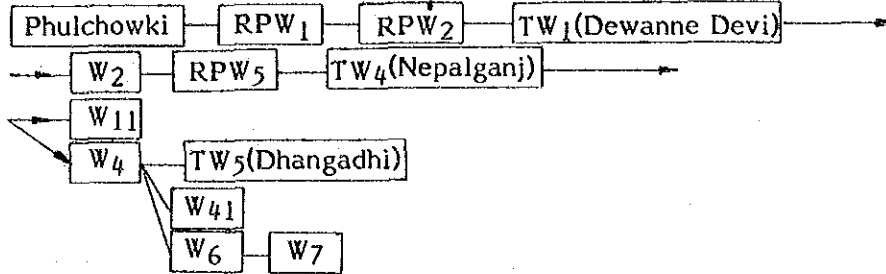 Phulchowki RPW1 RPW2 TW1(Dewanne Devi)
W2 RPW5 TW4(Nepalganj)
W11
W4 TW5(Dhangadhi)
W41
W6 W7